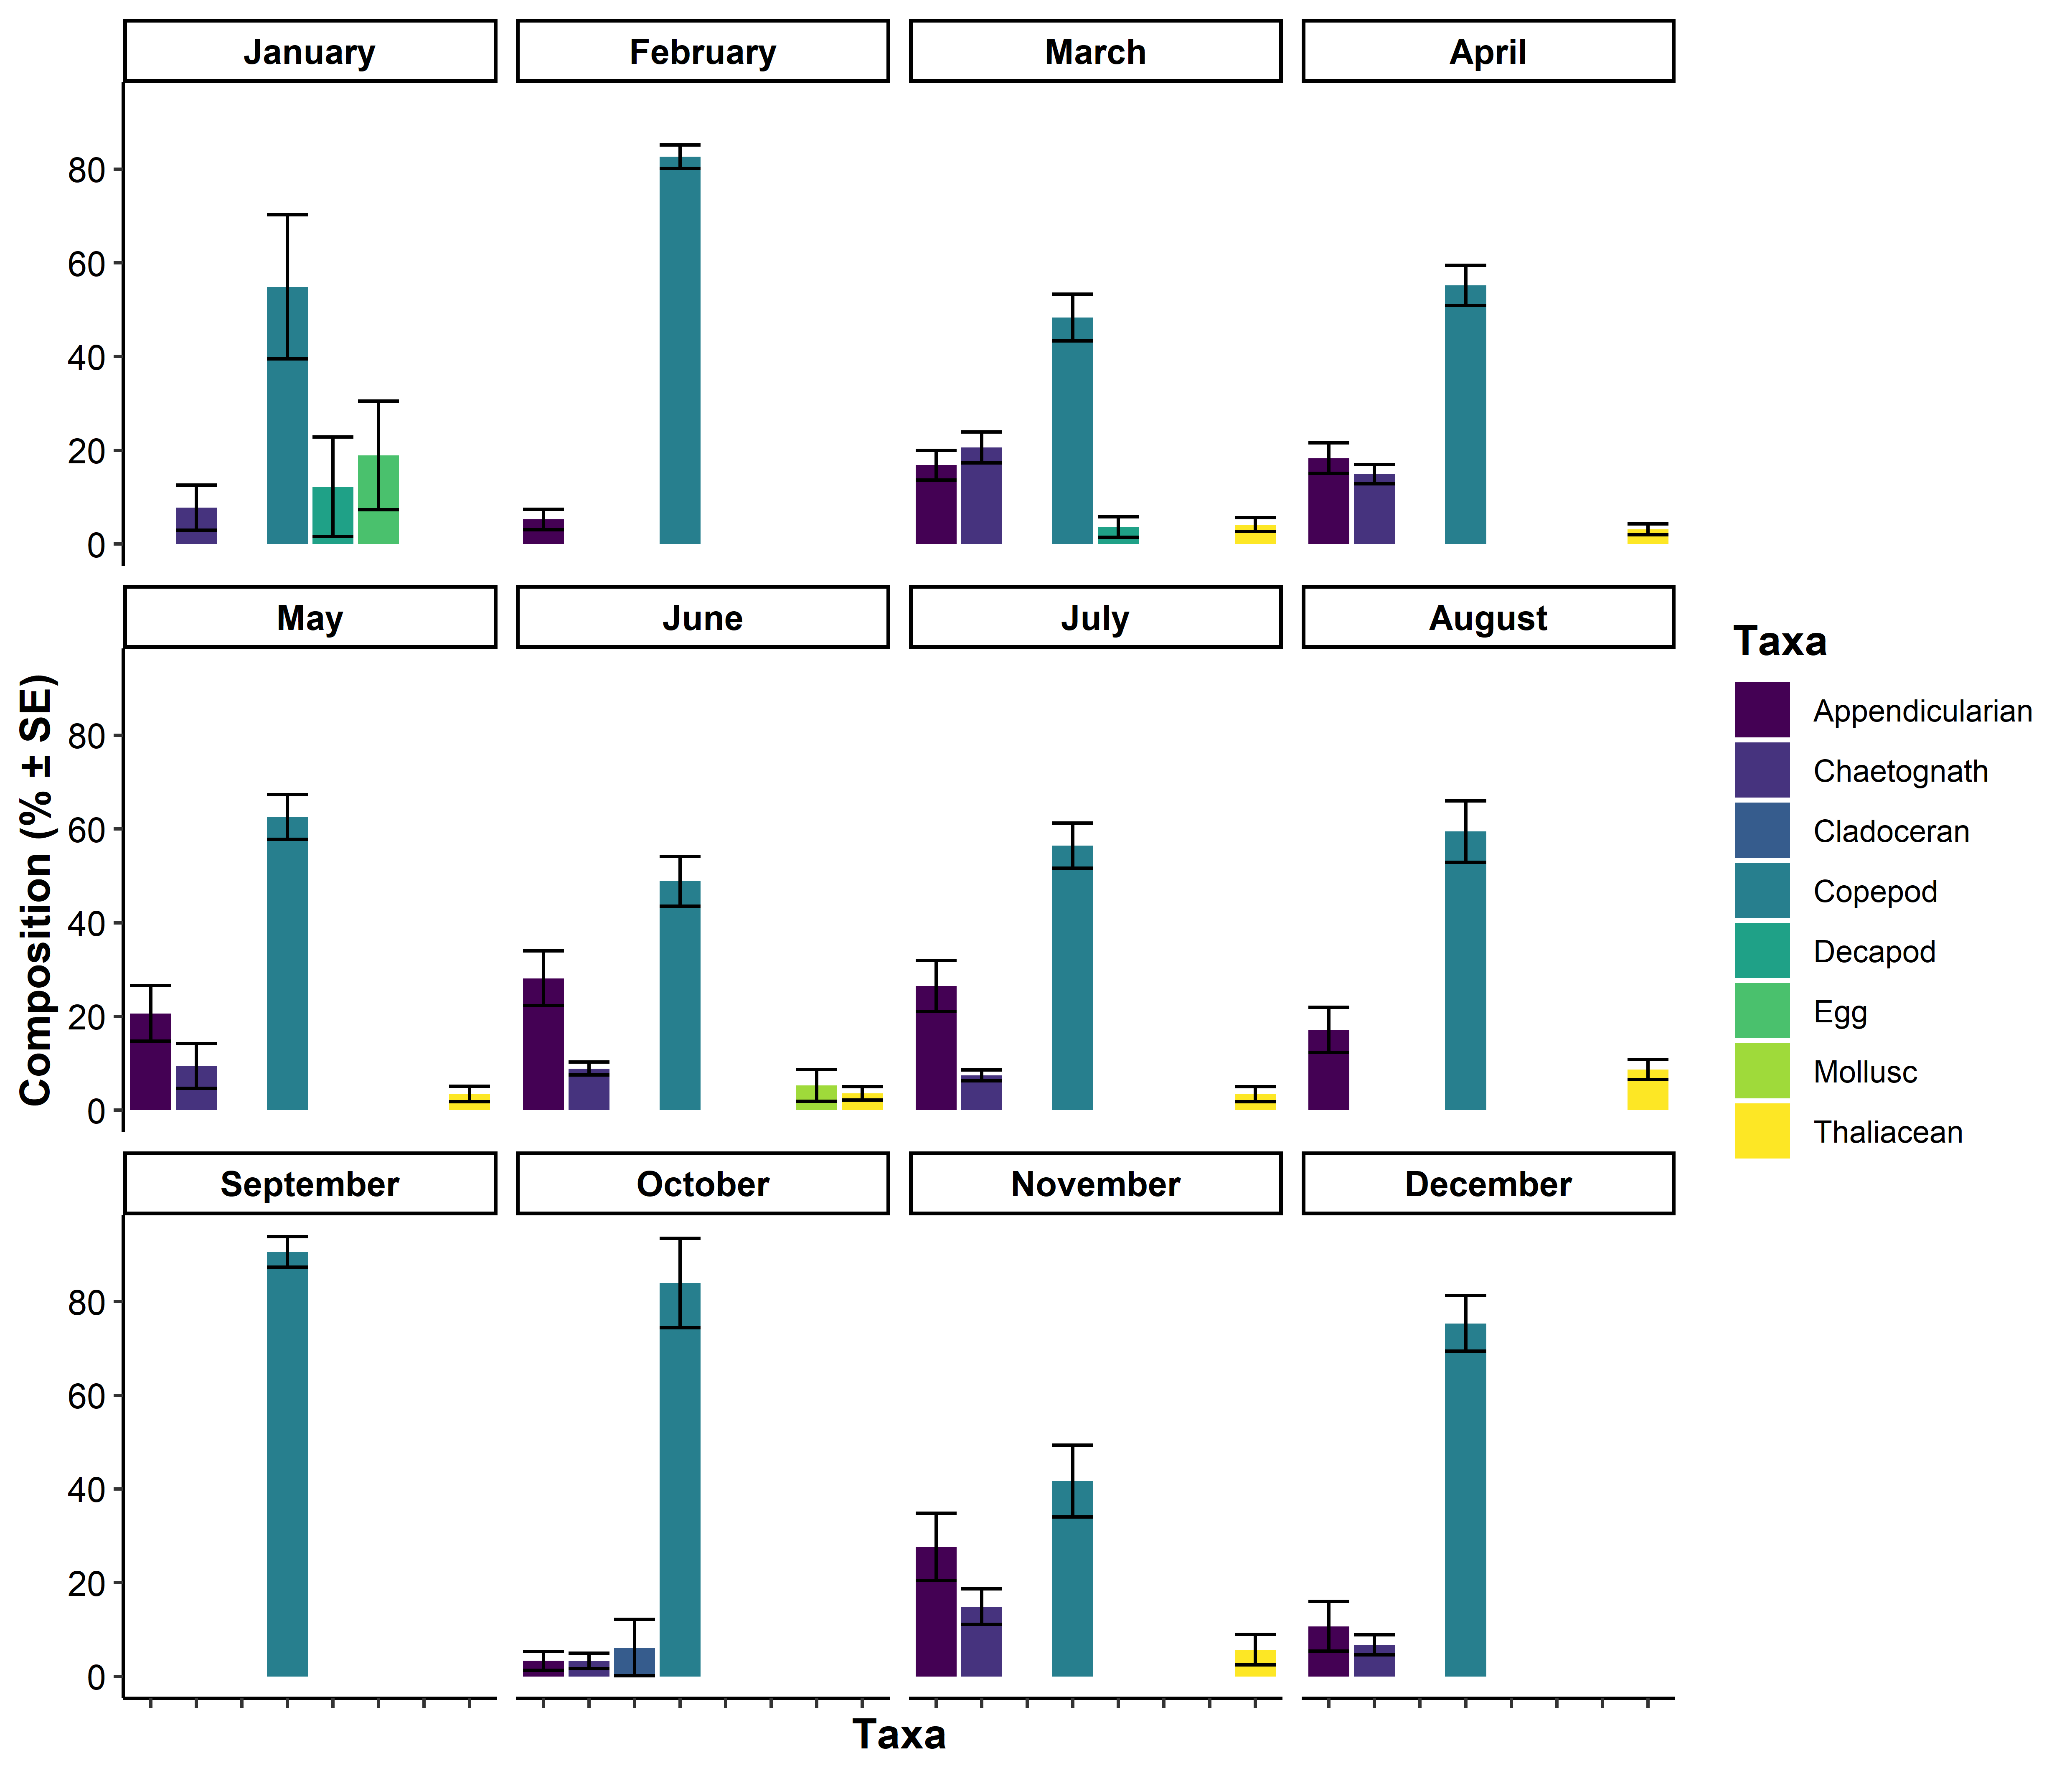 January February March April
80
60
40
20
0
May June July August
80
60
40
20
0
September October November December
80
60
40
20
0
Composition (% ± SE)
Taxa
Taxa
Appendicularian
Chaetognath
Cladoceran
Copepod
Decapod
Egg
Mollusc
Thaliacean